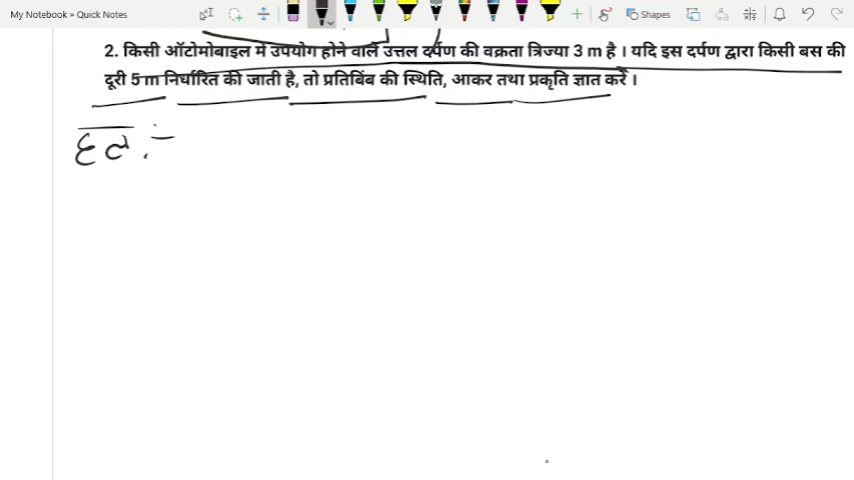 My Notebook » Quick Notes
Shapes
2. किसी ऑटोमोबाइल में उपयोग होने वाले उत्तल दर्पण की वक्रता त्रिज्या 3 m है । यदि इस दर्पण द्वारा किसी बस की
दूरी 5 m निर्धारित की जाती है, तो प्रतिबिंब की स्थिति, आकर तथा प्रकृति ज्ञात करें ।
हल :-